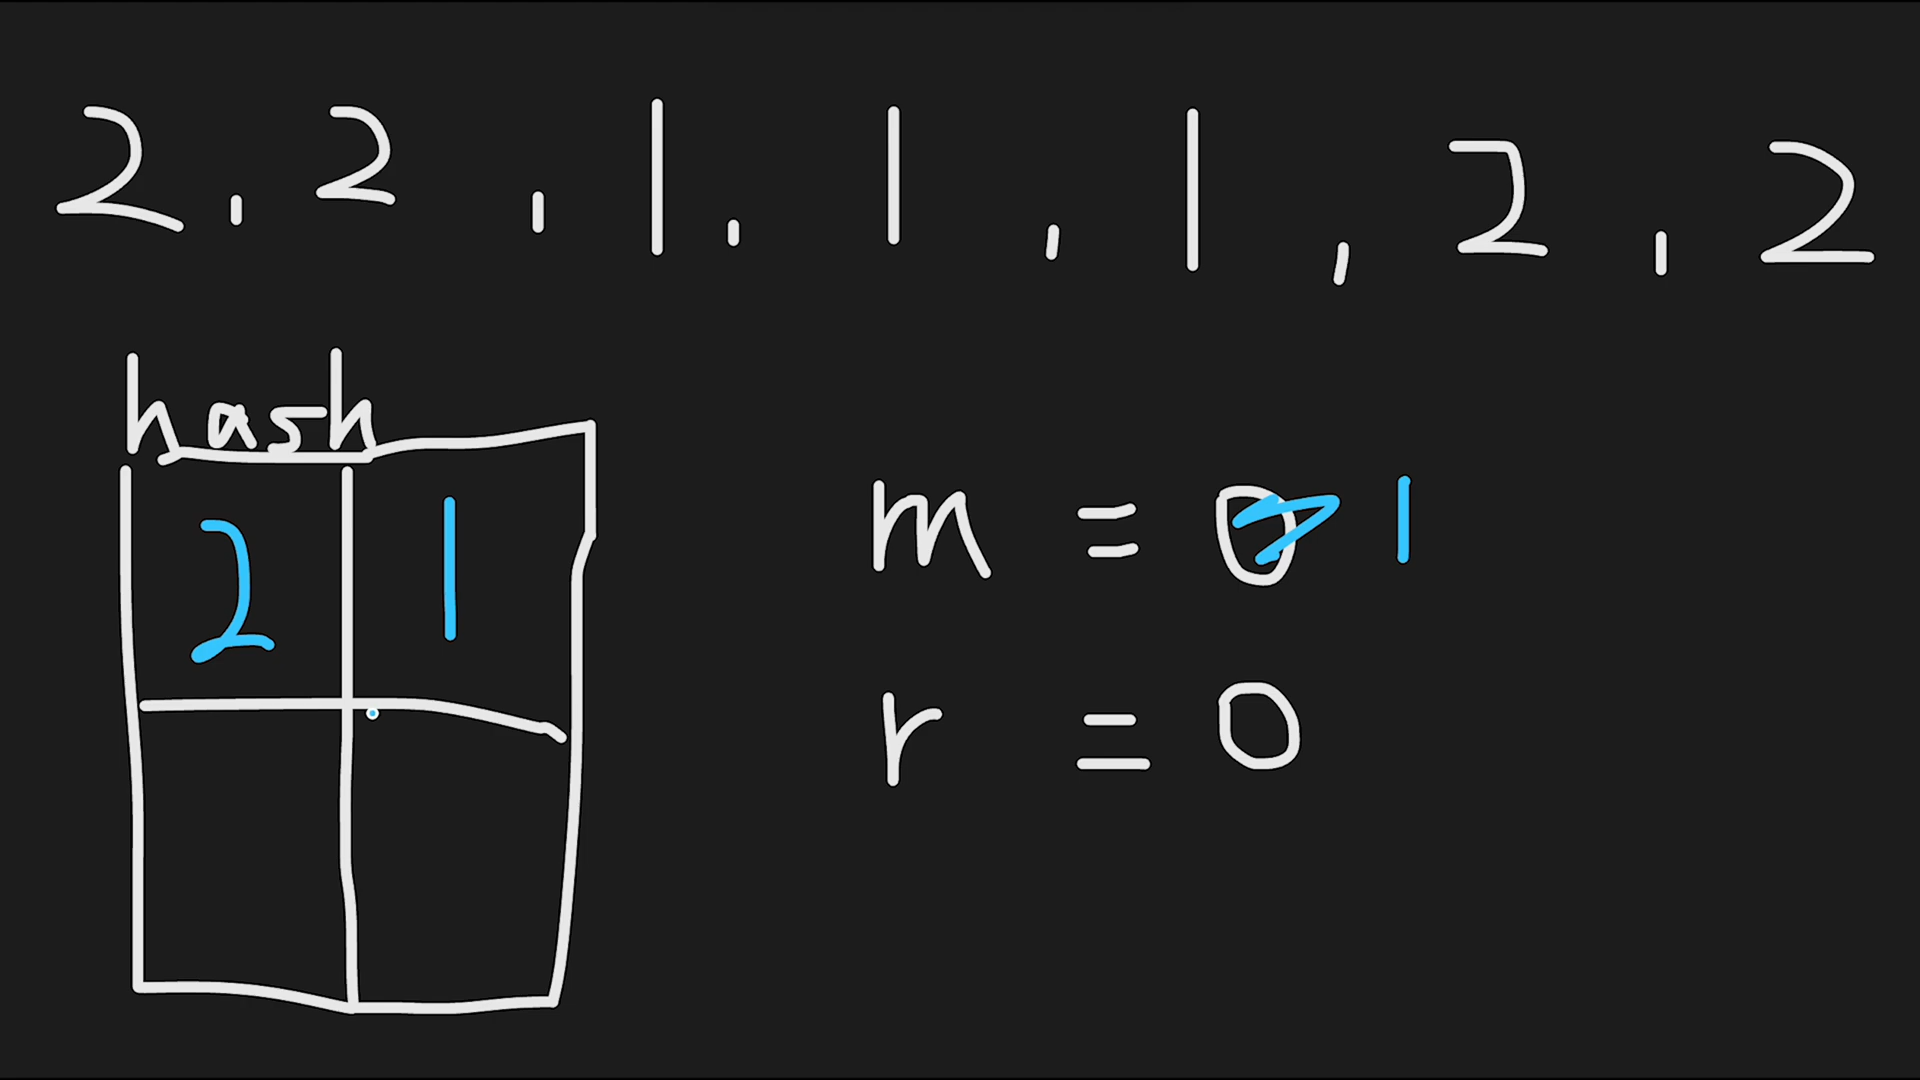 2, 2, 1, 1, 1, 2, 2
hash
2 1
m = 0 1
r = 0